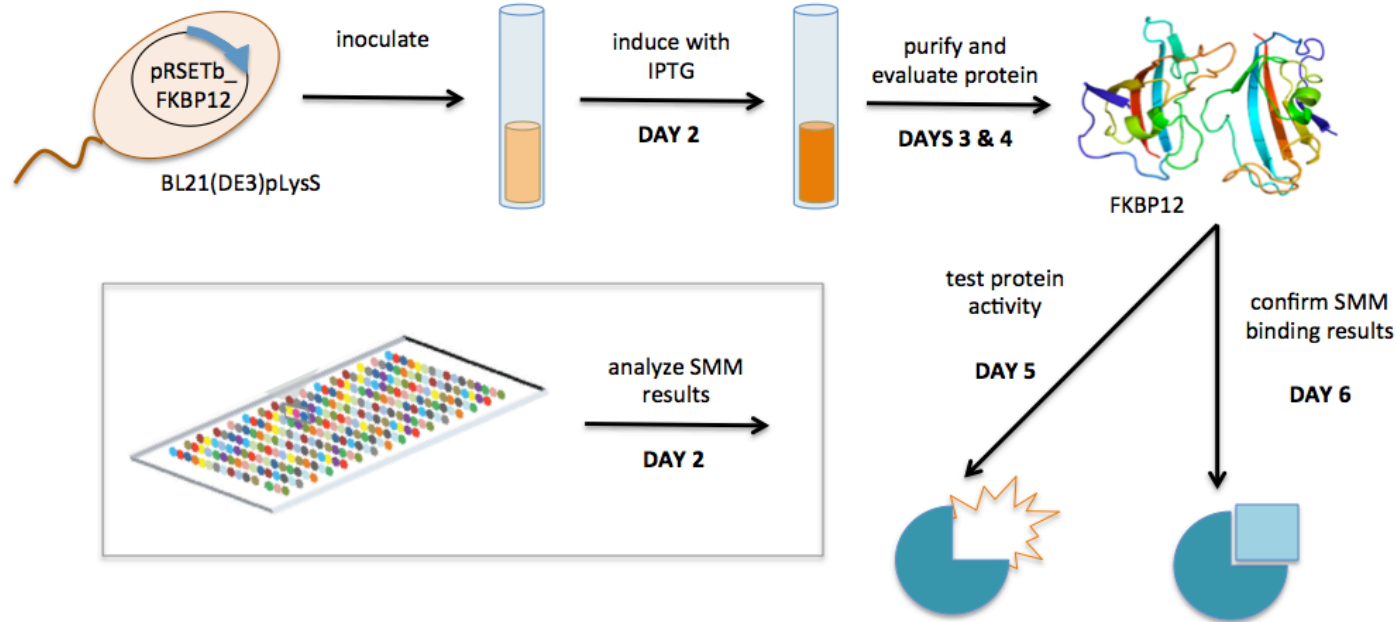 inoculate
pRSETb_
FKBP12
BL21(DE3)pLysS
induce with
IPTG
DAY 2
purify and
evaluate protein
DAYS 3 & 4
FKBP12
analyze SMM
results
DAY 2
test protein
activity
DAY 5
confirm SMM
binding results
DAY 6